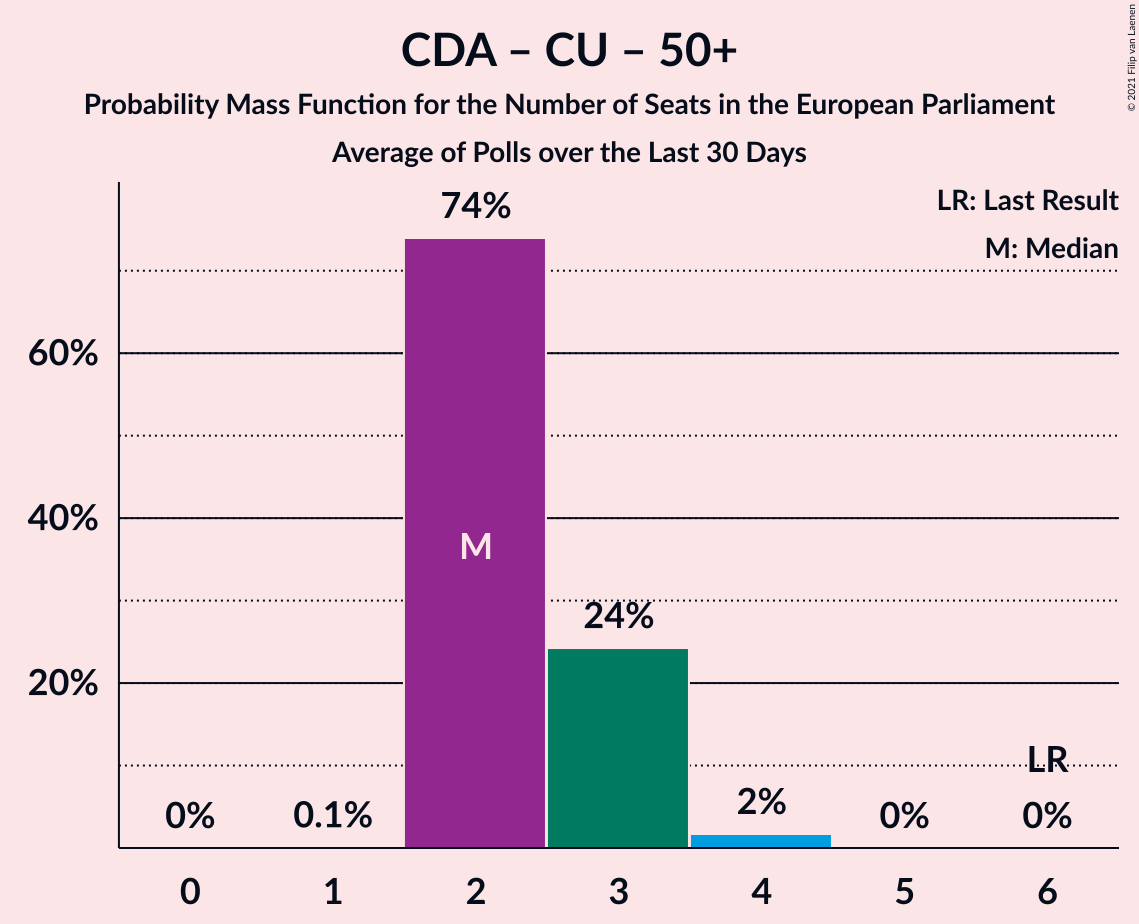 CDA – CU – 50+
Probability Mass Function for the Number of Seats in the European Parliament
Average of Polls over the Last 30 Days
© 2021 Filip van Laenen
LR: Last Result
M: Median
74%
60%
40%
M
24%
20%
LR
0% 0.1% 2% 0% 0%
0 1 2 3 4 5 6